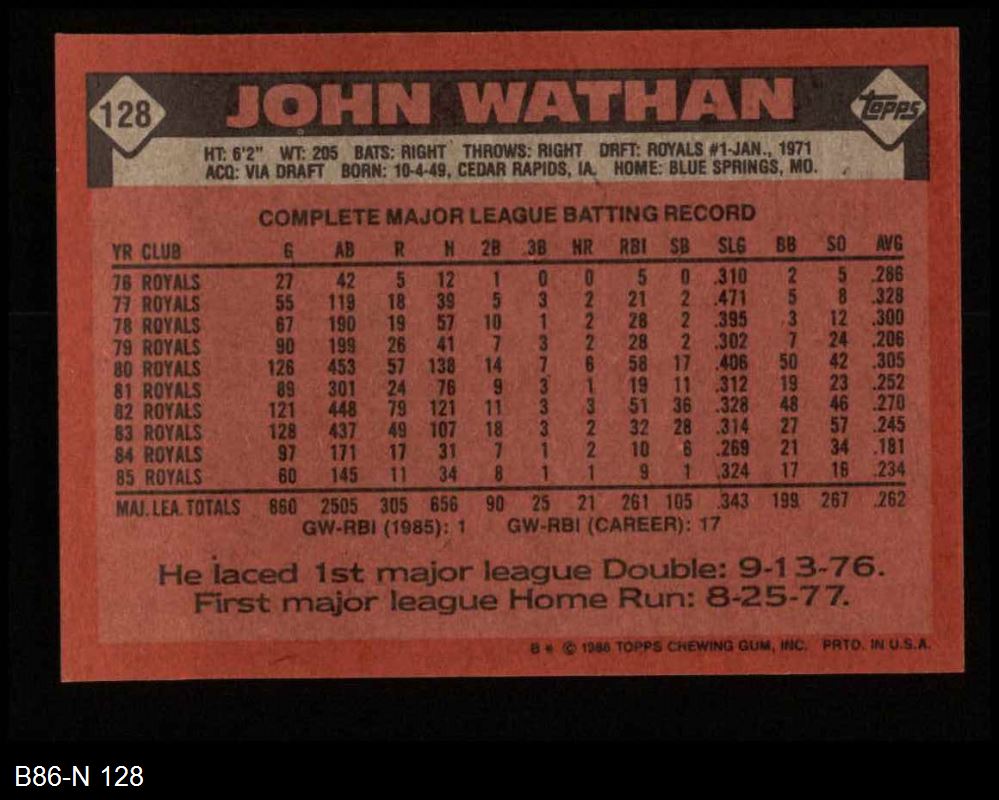 128 JOHN WATHAN Topps
HT: 6'2" WT: 205 BATS: RIGHT THROWS: RIGHT DRFT: ROYALS #1-JAN., 1971
ACQ: VIA DRAFT BORN: 10-4-49, CEDAR RAPIDS, IA. HOME: BLUE SPRINGS, MO.
COMPLETE MAJOR LEAGUE BATTING RECORD
YR CLUB G AB R H 2B 3B HR RBI SB SLG BB SO AVG
76 ROYALS 27 42 5 12 1 0 0 5 0 .310 2 5 .286
77 ROYALS 55 119 18 39 5 3 2 21 2 .471 5 8 .328
78 ROYALS 67 190 19 57 10 1 2 28 2 .395 3 12 .300
79 ROYALS 90 199 26 41 7 3 2 28 2 .302 7 24 .206
80 ROYALS 126 453 57 138 14 7 6 58 17 .406 50 42 .305
81 ROYALS 89 301 24 76 9 3 1 19 11 .312 19 23 .252
82 ROYALS 121 448 79 121 11 3 3 51 36 .328 48 46 .270
83 ROYALS 128 437 49 107 18 3 2 32 28 .314 27 57 .245
84 ROYALS 97 171 17 31 7 1 2 10 6 .269 21 34 .181
85 ROYALS 60 145 11 34 8 1 1 9 1 .324 17 16 .234
MAJ. LEA. TOTALS 860 2505 305 656 90 25 21 261 105 .343 199 267 .262
GW-RBI (1985): 1 GW-RBI (CAREER): 17
He laced 1st major league Double: 9-13-76.
First major league Home Run: 8-25-77.
B * © 1986 TOPPS CHEWING GUM, INC. PRTD. IN U.S.A.
B86-N 128